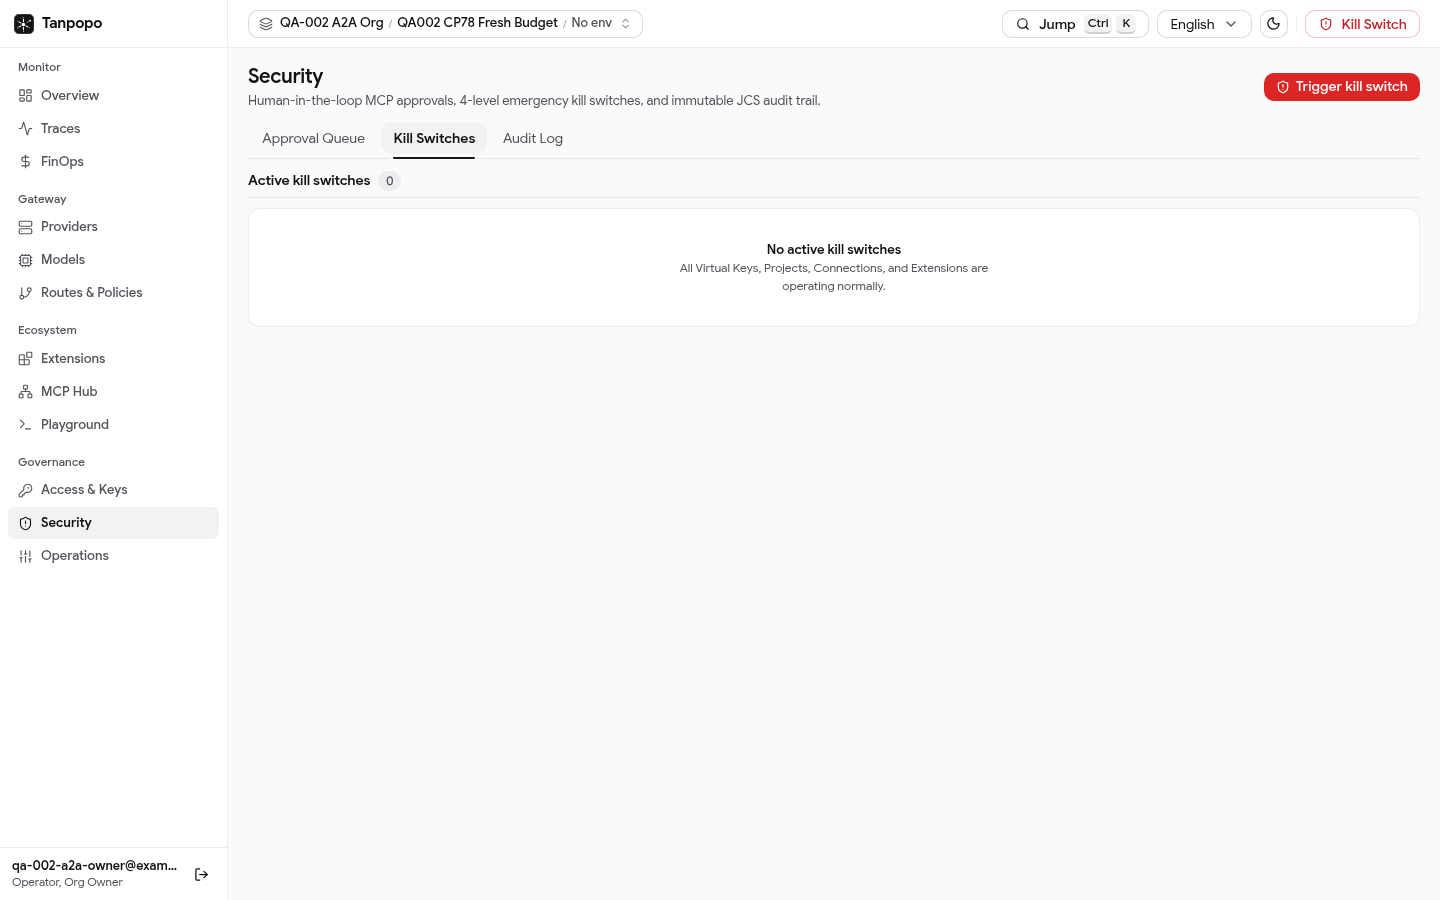 Tanpopo
QA-002 A2A Org / QA002 CP78 Fresh Budget / No env
Jump Ctrl K
English
Kill Switch
Monitor
Overview
Traces
FinOps
Gateway
Providers
Models
Routes & Policies
Ecosystem
Extensions
MCP Hub
Playground
Governance
Access & Keys
Security
Operations
qa-002-a2a-owner@exam...
Operator, Org Owner
Security
Human-in-the-loop MCP approvals, 4-level emergency kill switches, and immutable JCS audit trail.
Trigger kill switch
Approval Queue
Kill Switches
Audit Log
Active kill switches 0
No active kill switches
All Virtual Keys, Projects, Connections, and Extensions are
operating normally.